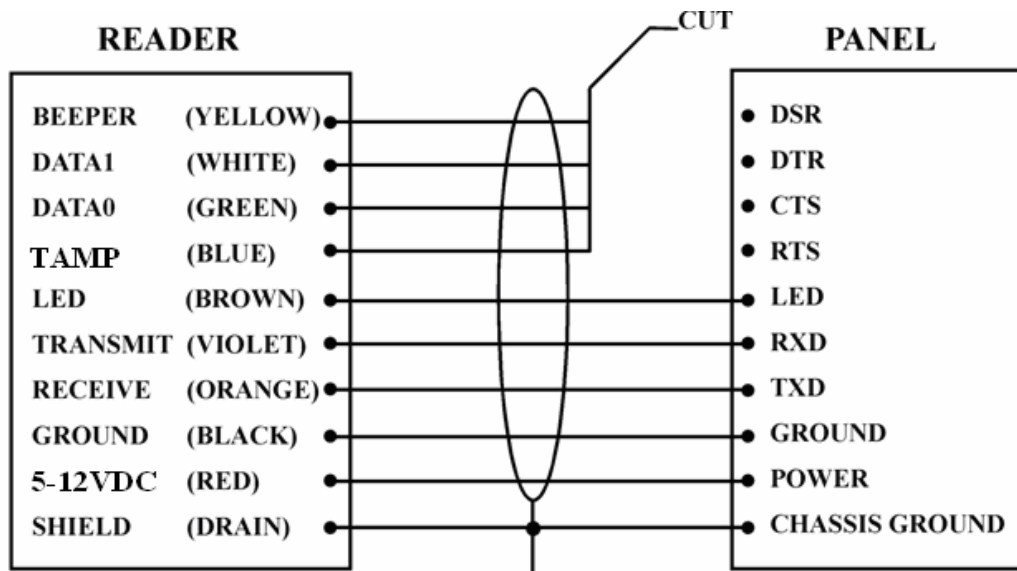 CUT
READER
PANEL
BEEPER (YELLOW)
DATA1 (WHITE)
DATA0 (GREEN)
TAMP (BLUE)
LED (BROWN)
TRANSMIT (VIOLET)
RECEIVE (ORANGE)
GROUND (BLACK)
5-12VDC (RED)
SHIELD (DRAIN)
DSR
DTR
CTS
RTS
LED
RXD
TXD
GROUND
POWER
CHASSIS GROUND